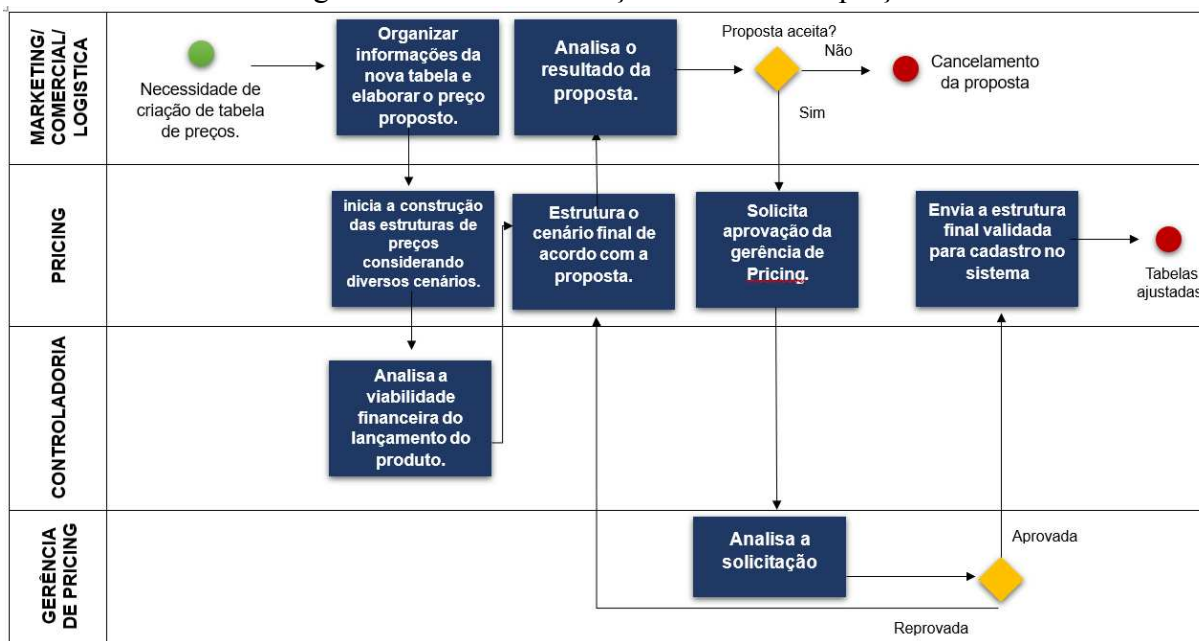 MARKETING/
COMERCIAL/
LOGISTICA
Necessidade de
criação de tabela
de preços.
Organizar
informações da
nova tabela e
elaborar o preço
proposto.
Analisa o
resultado da
proposta.
Proposta aceita?
Não
Sim
Cancelamento
da proposta
PRICING
inicia a construção
das estruturas de
preços
considerando
diversos cenários.
Estrutura o
cenário final de
acordo com a
proposta.
Solicita
aprovação da
gerência de
Pricing.
Envia a estrutura
final validada
para cadastro no
sistema
Tabelas
ajustadas
CONTROLADORIA
Analisa a
viabilidade
financeira do
lançamento do
produto.
GERÊNCIA
DE PRICING
Analisa a
solicitação
Aprovada
Reprovada